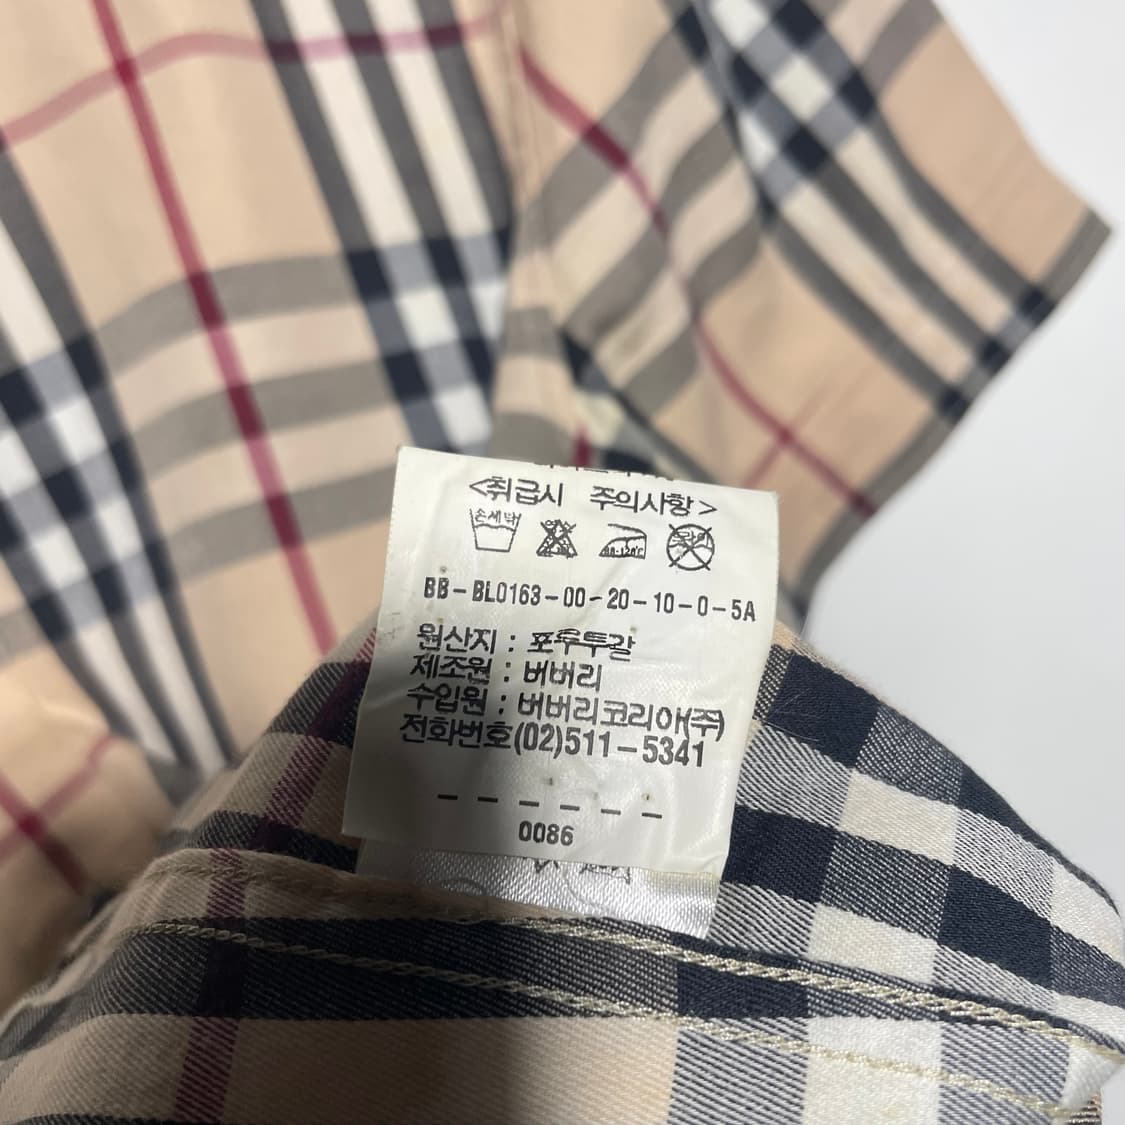 <취급시 주의사항>
손세탁
80-120℃
BB-BL0163-00-20-10-0-5A
원산지 : 포루투갈
제조원 : 버버리
수입원 : 버버리코리아(주)
전화번호(02)511-5341
------
0086